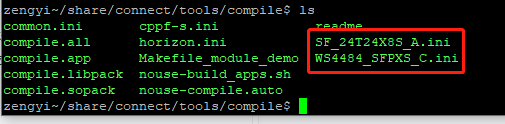 zengyi/~share/connect/tools/compile$ ls
common.ini cppf-s.ini readme
compile.all horizon.ini SF_24T24X8S_A.ini
compile.app Makefile_module_demo WS4484_SFPXS_C.ini
compile.libpack nouse-build_apps.sh
compile.sopack nouse-compile.auto
zengyi/~share/connect/tools/compile$